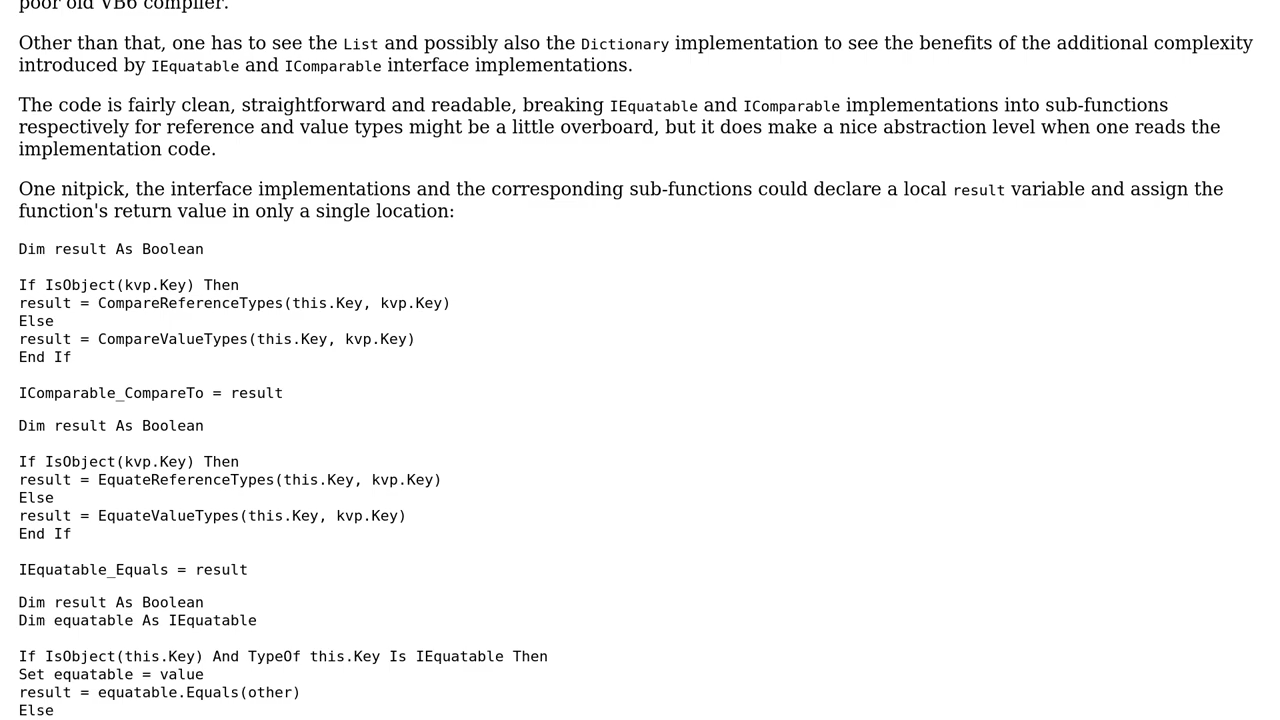 poor old VB6 compiler.
Other than that, one has to see the List and possibly also the Dictionary implementation to see the benefits of the additional complexity
introduced by IEquatable and IComparable interface implementations.
The code is fairly clean, straightforward and readable, breaking IEquatable and IComparable implementations into sub-functions
respectively for reference and value types might be a little overboard, but it does make a nice abstraction level when one reads the
implementation code.
One nitpick, the interface implementations and the corresponding sub-functions could declare a local result variable and assign the
function's return value in only a single location:
Dim result As Boolean
If IsObject(kvp.Key) Then
result = CompareReferenceTypes(this.Key, kvp.Key)
Else
result = CompareValueTypes(this.Key, kvp.Key)
End If
IComparable_CompareTo = result
Dim result As Boolean
If IsObject(kvp.Key) Then
result = EquateReferenceTypes(this.Key, kvp.Key)
Else
result = EquateValueTypes(this.Key, kvp.Key)
End If
IEquatable_Equals = result
Dim result As Boolean
Dim equatable As IEquatable
If IsObject(this.Key) And TypeOf this.Key Is IEquatable Then
Set equatable = value
result = equatable.Equals(other)
Else